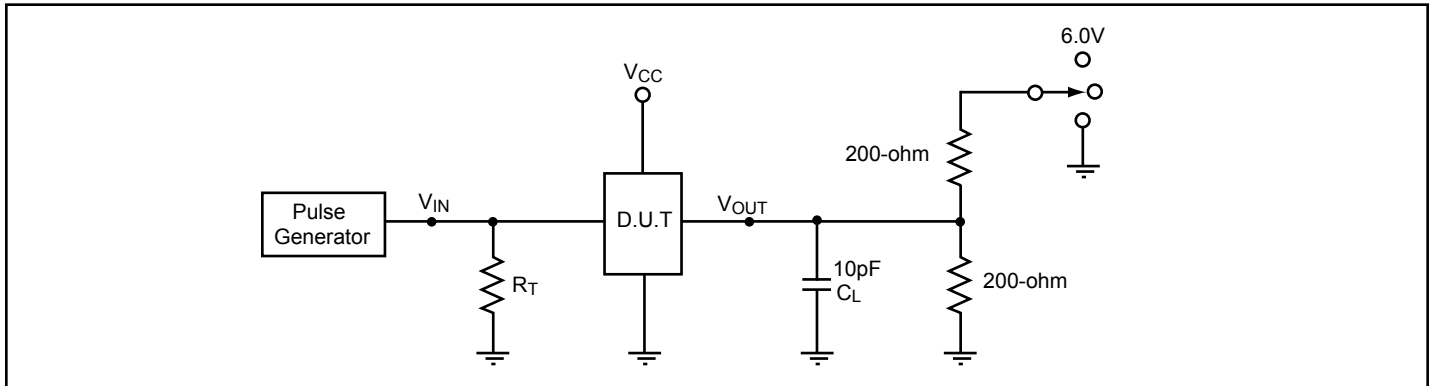 6.0V
VCC
200-ohm
Pulse
Generator
VIN
D.U.T
VOUT
RT
10pF
CL
200-ohm